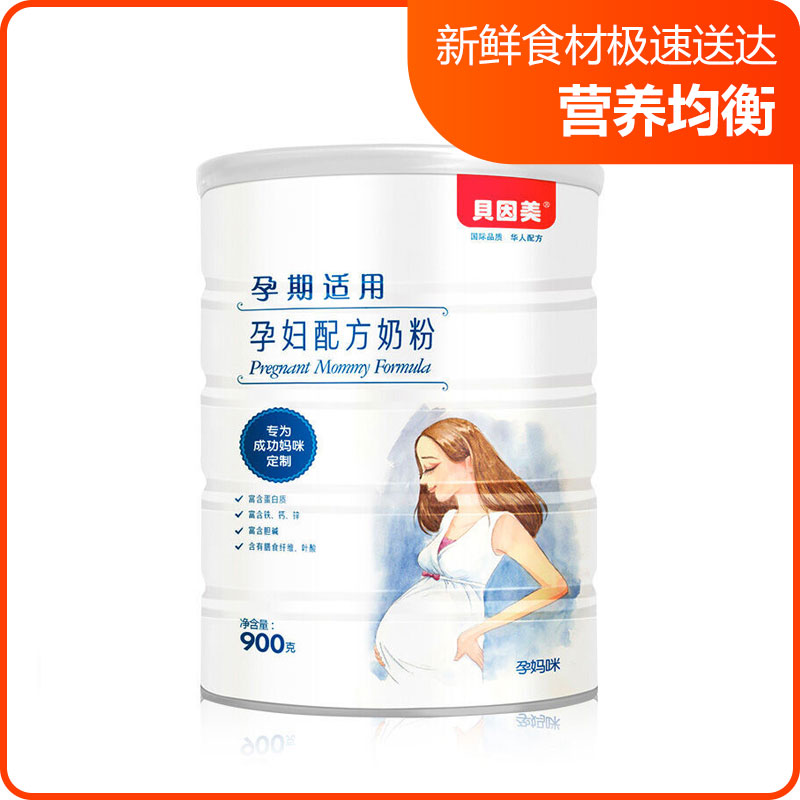 新鲜食材极速送达
营养均衡
贝因美®
国际品质 华人配方
孕期适用
孕妇配方奶粉
Pregnant Mommy Formula
专为
成功妈咪
定制
富含蛋白质
富含铁、钙、锌
富含胆碱
含有膳食纤维、叶酸
净含量:
900克
孕妈咪